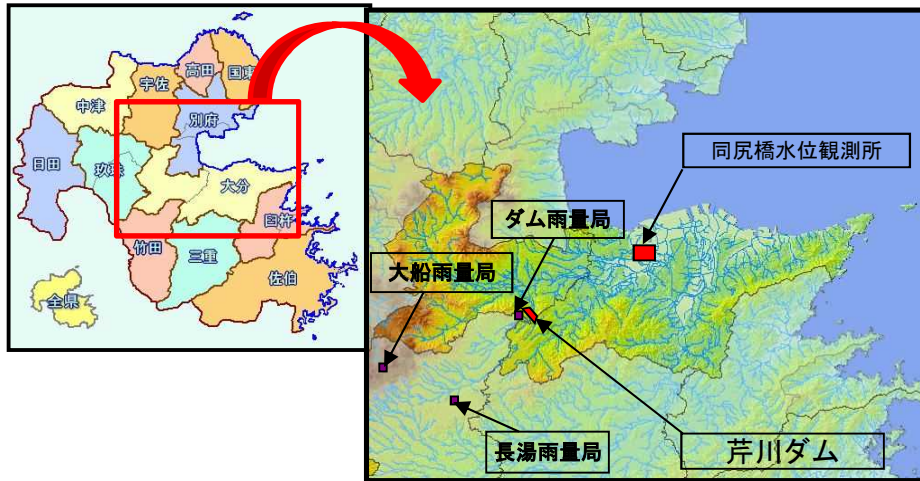 高田
国東
宇佐
中津
別府
日田
玖珠
大分
臼杵
竹田
三重
佐伯
全県
同尻橋水位観測所
ダム雨量局
大船雨量局
長湯雨量局
芹川ダム